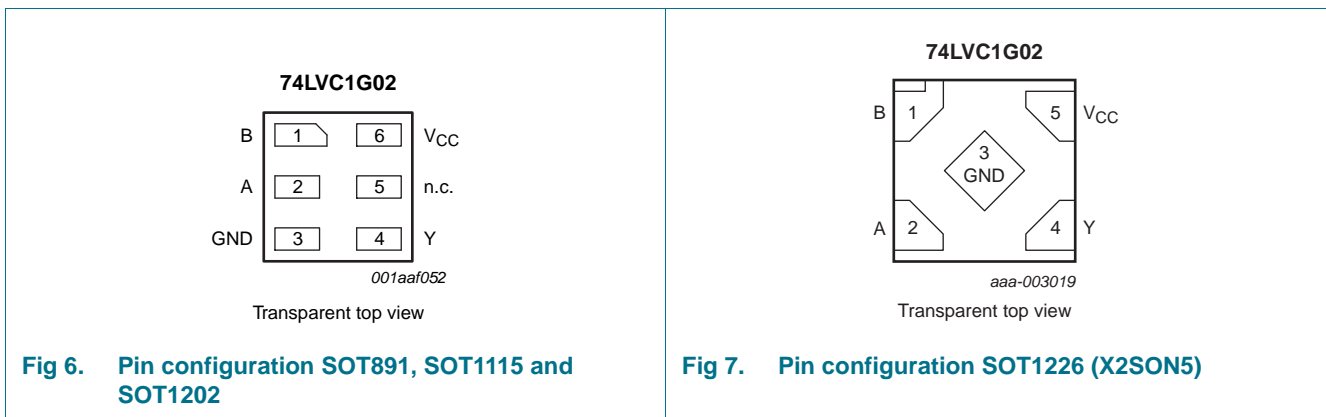 74LVC1G02
B 1 6 VCC
A 2 5 n.c.
GND 3 4 Y
001aaf052
Transparent top view
Fig 6. Pin configuration SOT891, SOT1115 and
SOT1202
74LVC1G02
B 1 5 VCC
3
GND
A 2 4 Y
aaa-003019
Transparent top view
Fig 7. Pin configuration SOT1226 (X2SON5)